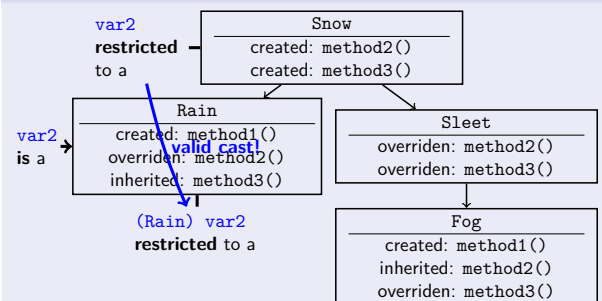 var2
restricted
to a
Snow
created: method2()
created: method3()
Rain
created: method1()
overriden: method2()
inherited: method3()
valid cast!
var2
is a
Sleet
overriden: method2()
overriden: method3()
(Rain) var2
restricted to a
Fog
created: method1()
inherited: method2()
overriden: method3()